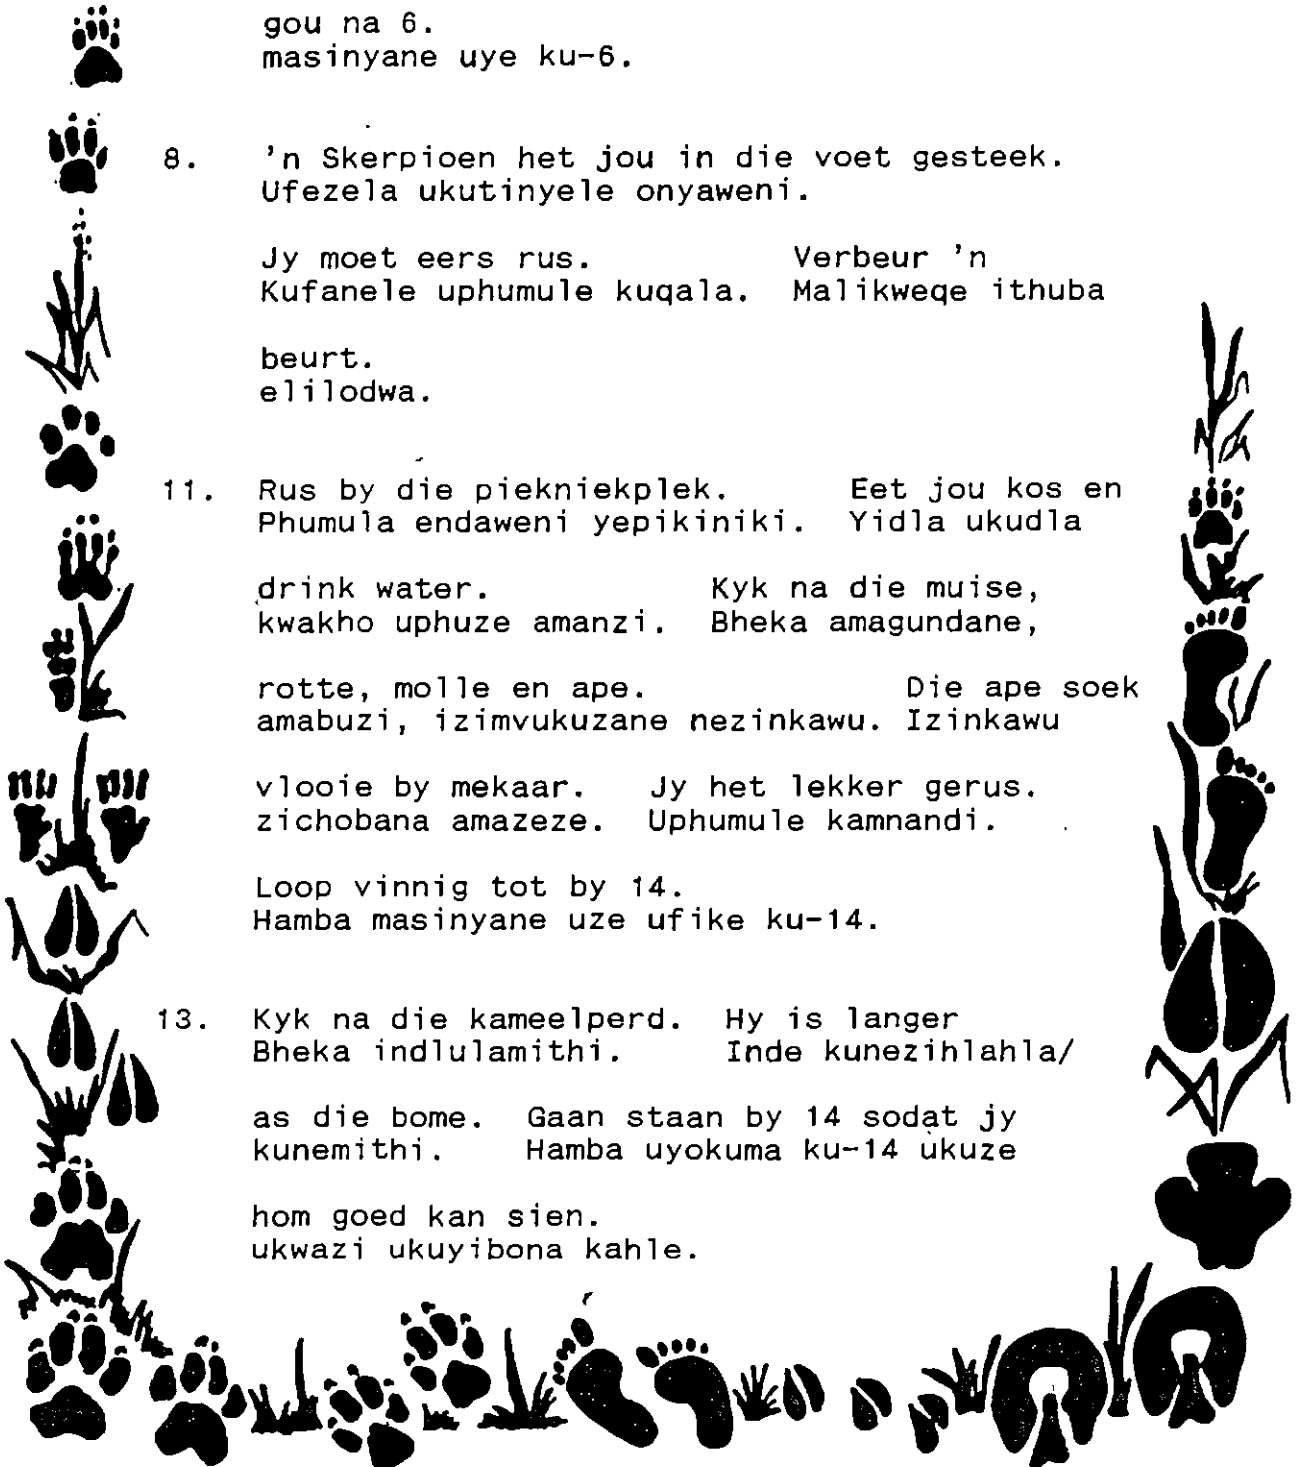 gou na 6.
masinyane uye ku-6.
8. 'n Skerpioen het jou in die voet gesteek.
Ufezela ukutinyele onyaweni.
Jy moet eers rus. Verbeur 'n
Kufanele uphumule kuqala. Malikweqe ithuba
beurt.
elilodwa.
11. Rus by die piekniekplek. Eet jou kos en
Phumula endaweni yepikiniki. Yidla ukudla
drink water. Kyk na die muise,
kwakho uphuze amanzi. Bheka amagundane,
rotte, molle en ape. Die ape soek
amabuzi, izimvukuzane nezinkawu. Izinkawu
vlooie by mekaar. Jy het lekker gerus.
zichobana amazeze. Uphumule kamnandi.
Loop vinnig tot by 14.
Hamba masinyane uze ufike ku-14.
13. Kyk na die kameelperd. Hy is langer
Bheka indlulamithi. Inde kunezihlahla/
as die bome. Gaan staan by 14 sodat jy
kunemithi. Hamba uyokuma ku-14 ukuze
hom goed kan sien.
ukwazi ukuyibona kahle.